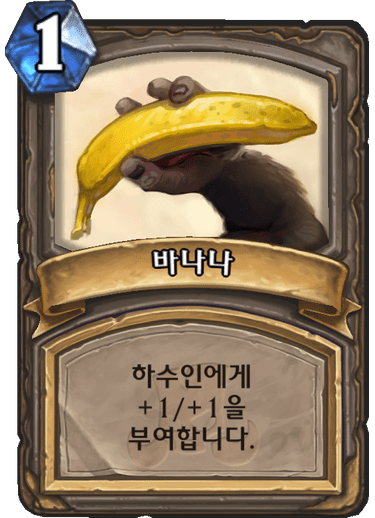 1
바나나
하수인에게
+1/+1을
부여합니다.